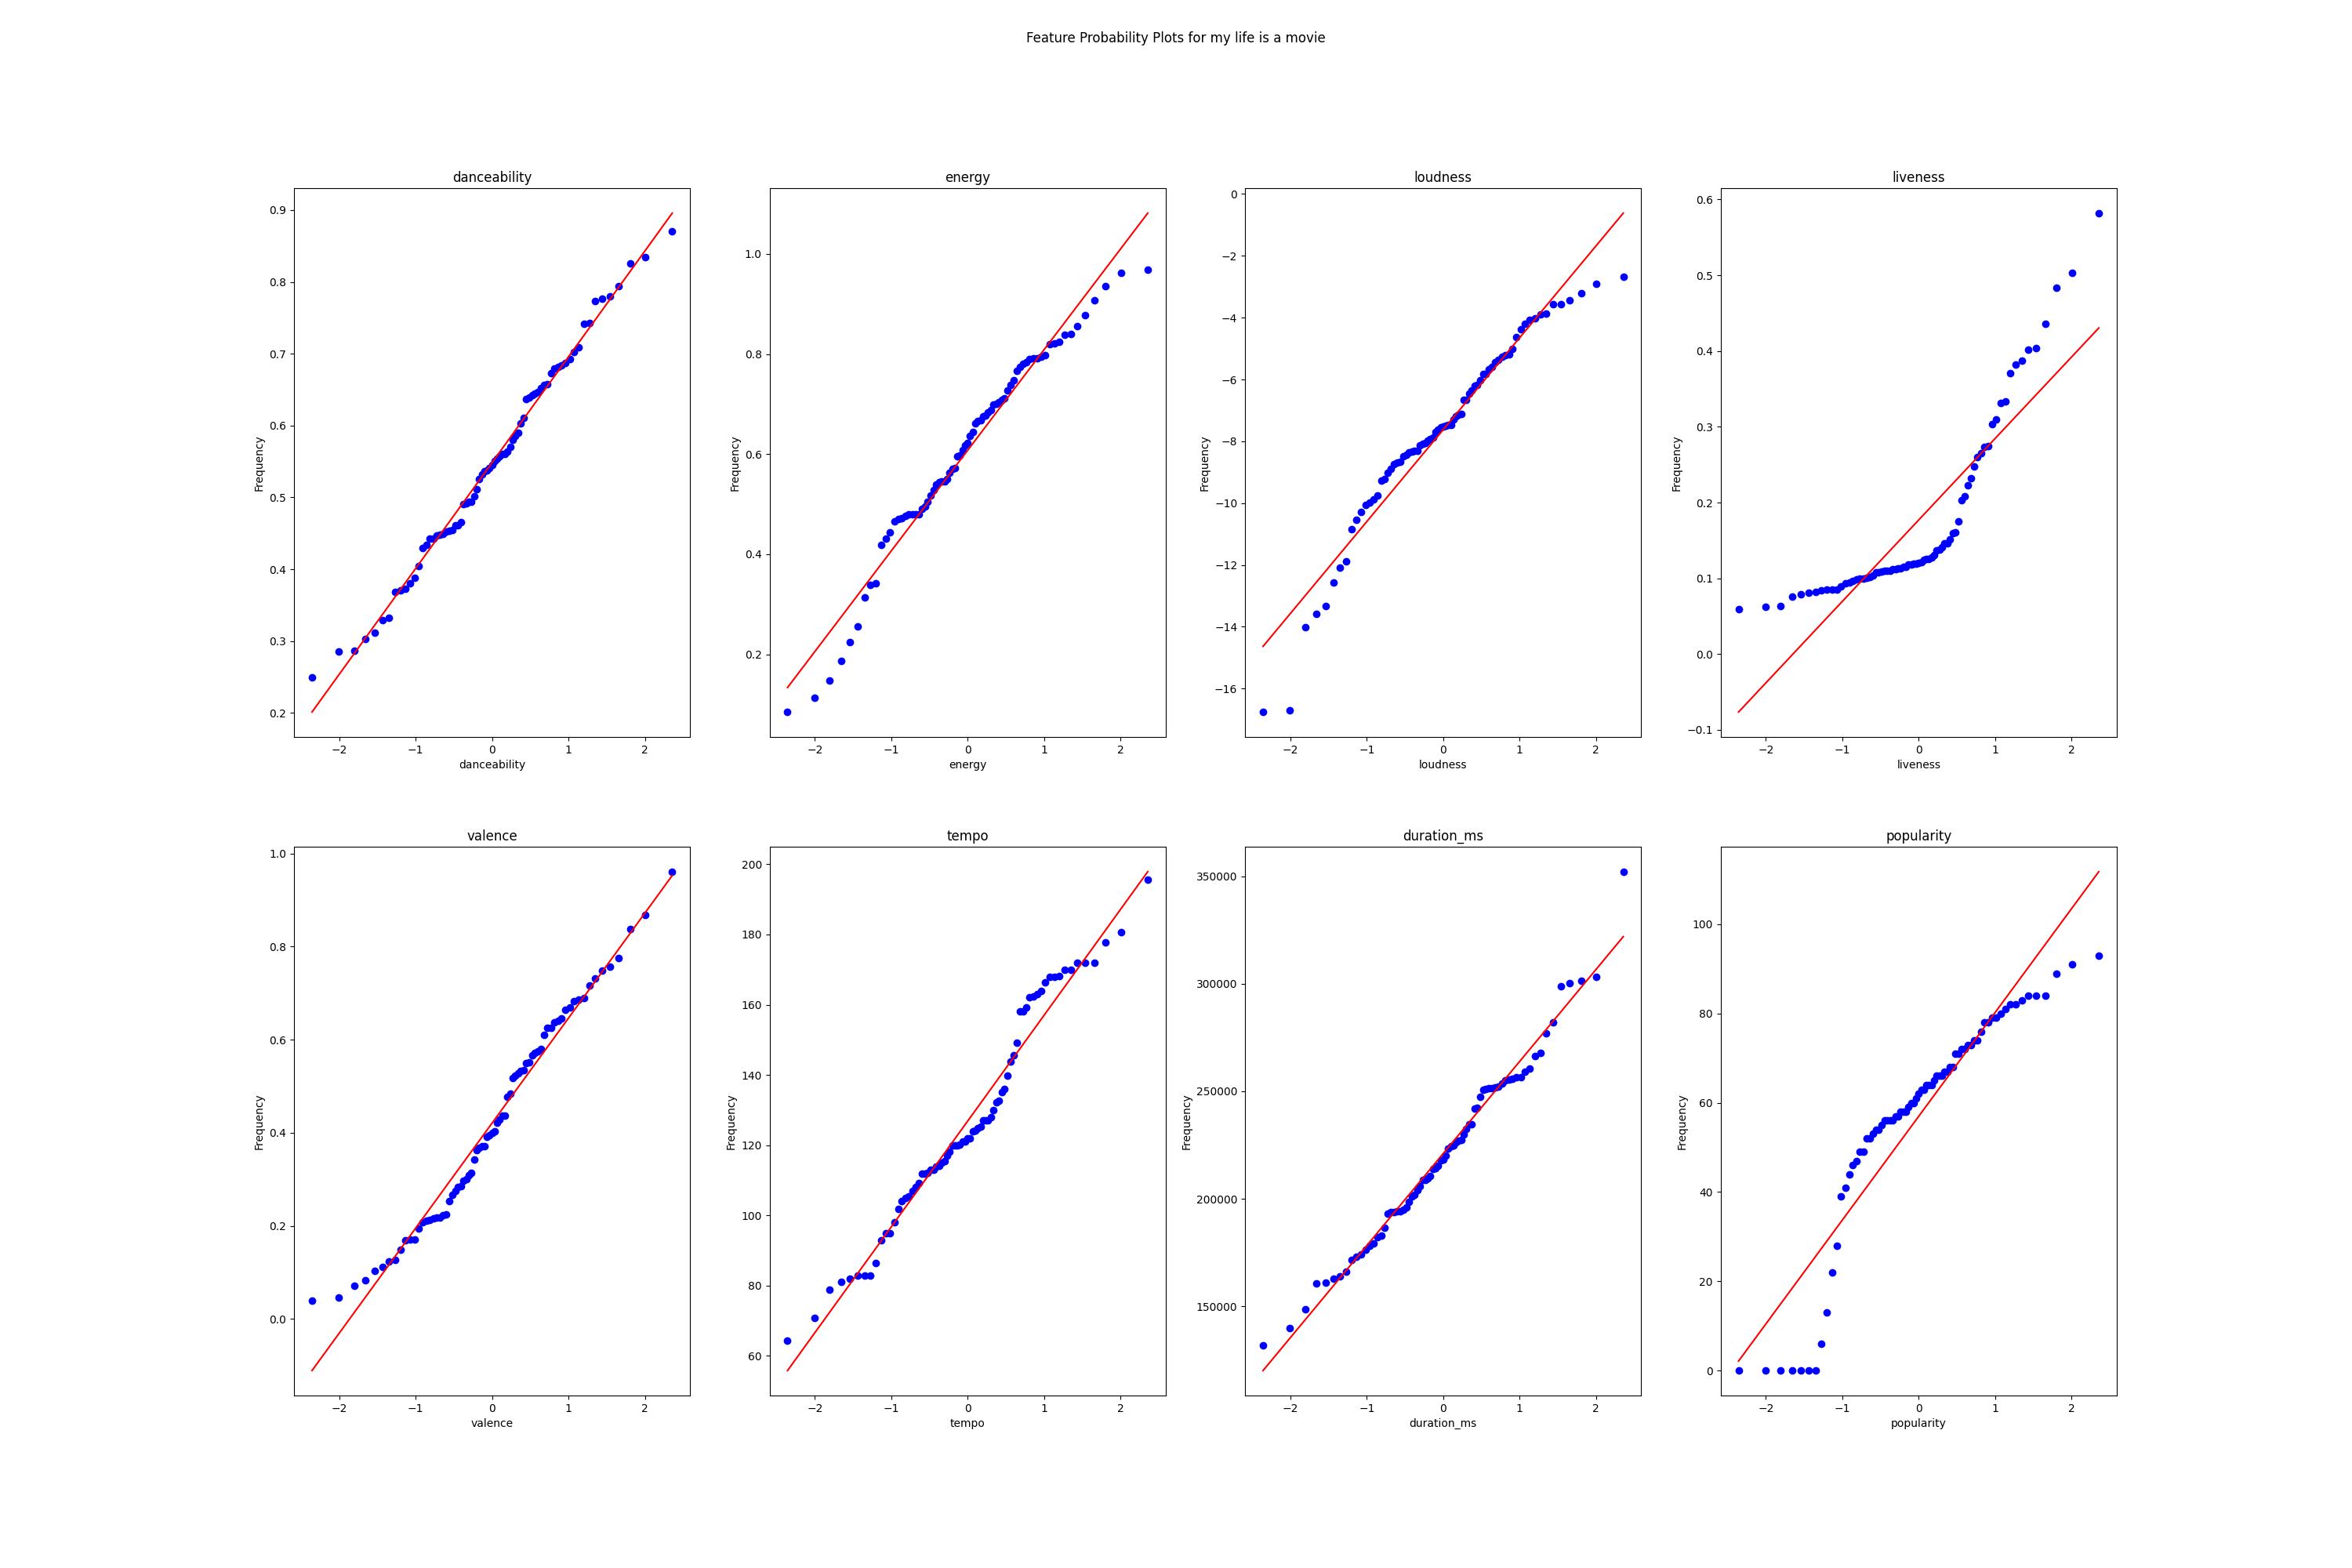 Feature Probability Plots for my life is a movie
danceability energy loudness liveness
0.9
0.8
0.7
0.6
0.5
0.4
0.3
0.2
Frequency
−2 −1 0 1 2
danceability
1.0
0.8
0.6
0.4
0.2
Frequency
−2 −1 0 1 2
energy
0
−2
−4
−6
−8
−10
−12
−14
−16
Frequency
−2 −1 0 1 2
loudness
0.6
0.5
0.4
0.3
0.2
0.1
0.0
−0.1
Frequency
−2 −1 0 1 2
liveness
valence tempo duration_ms popularity
1.0
0.8
0.6
0.4
0.2
0.0
Frequency
−2 −1 0 1 2
valence
200
180
160
140
120
100
80
60
Frequency
−2 −1 0 1 2
tempo
350000
300000
250000
200000
150000
Frequency
−2 −1 0 1 2
duration_ms
100
80
60
40
20
0
Frequency
−2 −1 0 1 2
popularity